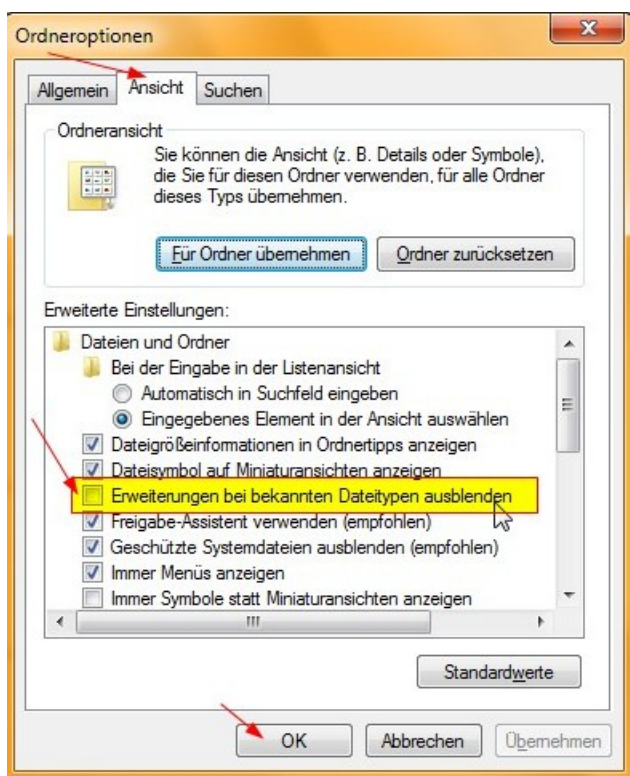 Ordneroptionen
Allgemein Ansicht Suchen
Ordneransicht
Sie können die Ansicht (z. B. Details oder Symbole),
die Sie für diesen Ordner verwenden, für alle Ordner
dieses Typs übernehmen.
Für Ordner übernehmen Ordner zurücksetzen
Erweiterte Einstellungen:
Dateien und Ordner
Bei der Eingabe in der Listenansicht
Automatisch in Suchfeld eingeben
Eingegebenes Element in der Ansicht auswählen
Dateigrößeinformationen in Ordnertipps anzeigen
Dateisymbol auf Miniaturansichten anzeigen
Erweiterungen bei bekannten Dateitypen ausblenden
Freigabe-Assistent verwenden (empfohlen)
Geschützte Systemdateien ausblenden (empfohlen)
Immer Menüs anzeigen
Immer Symbole statt Miniaturansichten anzeigen
Standardwerte
OK Abbrechen Übernehmen